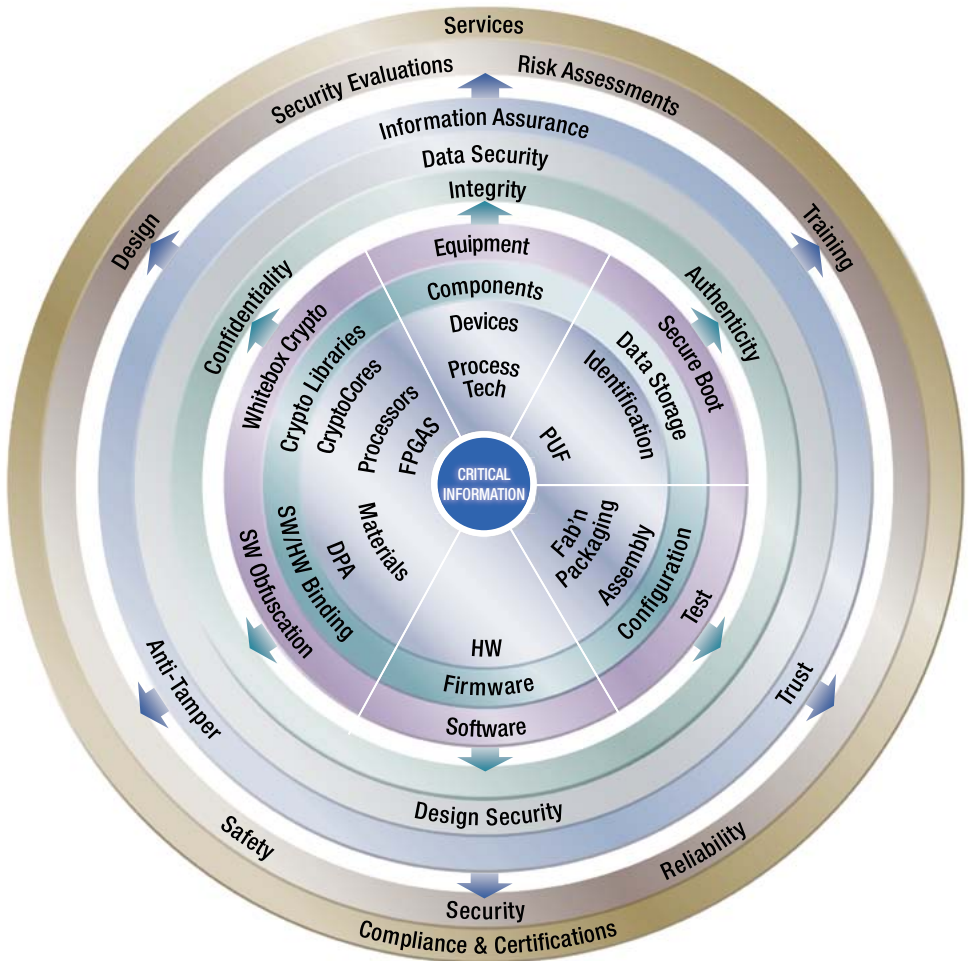 Services
Security Evaluations
Risk Assessments
Design
Training
Information Assurance
Data Security
Integrity
Confidentiality
Authenticity
Equipment
Components
Devices
Process
Tech
Whitebox Crypto
Crypto Libraries
CryptoCores
Processors
FPGAS
Secure Boot
Data Storage
Identification
PUF
CRITICAL
INFORMATION
Materials
DPA
SW/HW Binding
SW Obfuscation
Fab'n
Packaging
Assembly
Configuration
Test
HW
Firmware
Software
Anti-Tamper
Trust
Design Security
Safety
Reliability
Security
Compliance & Certifications